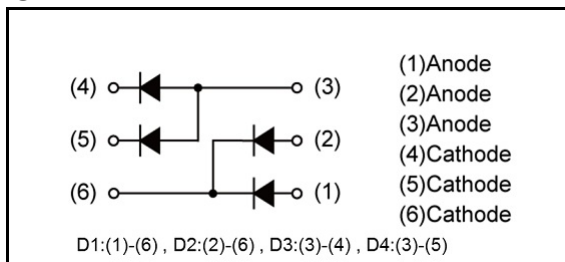 (4) (3)
(5) (2)
(6) (1)
(1)Anode
(2)Anode
(3)Anode
(4)Cathode
(5)Cathode
(6)Cathode
D1:(1)-(6) , D2:(2)-(6) , D3:(3)-(4) , D4:(3)-(5)